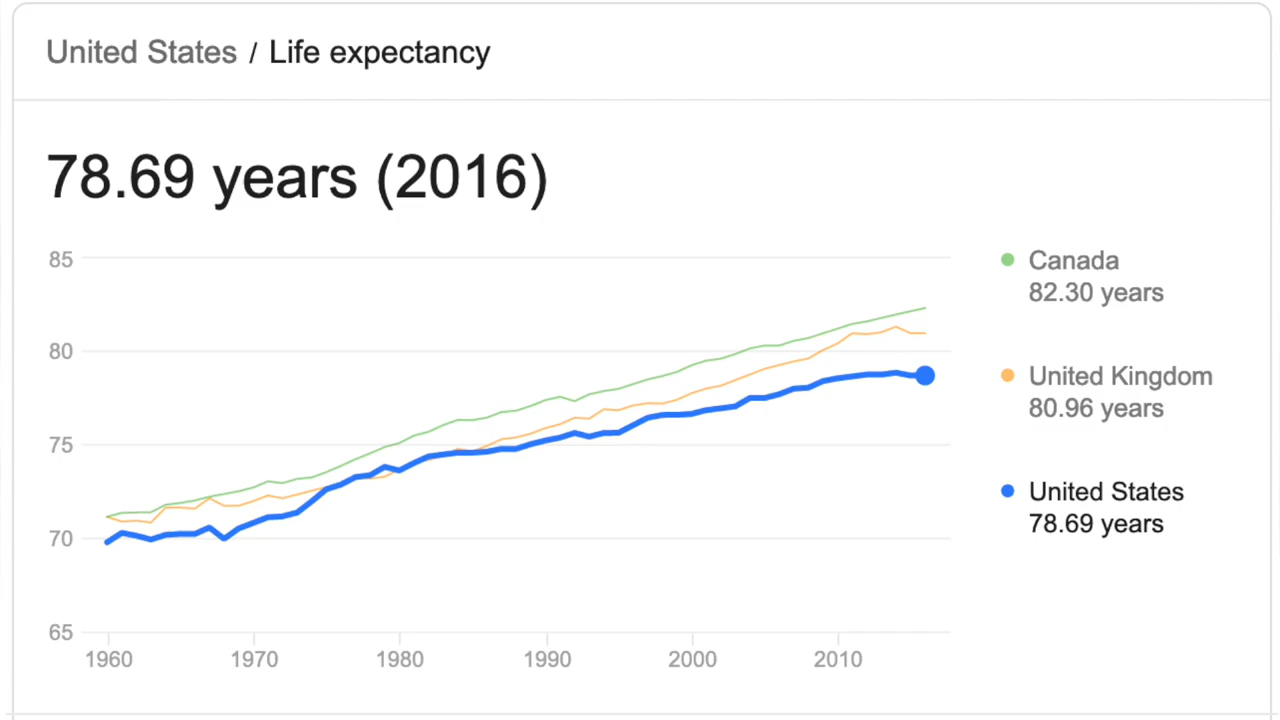 United States / Life expectancy
78.69 years (2016)
85
80
75
70
65
1960 1970 1980 1990 2000 2010
Canada
82.30 years
United Kingdom
80.96 years
United States
78.69 years